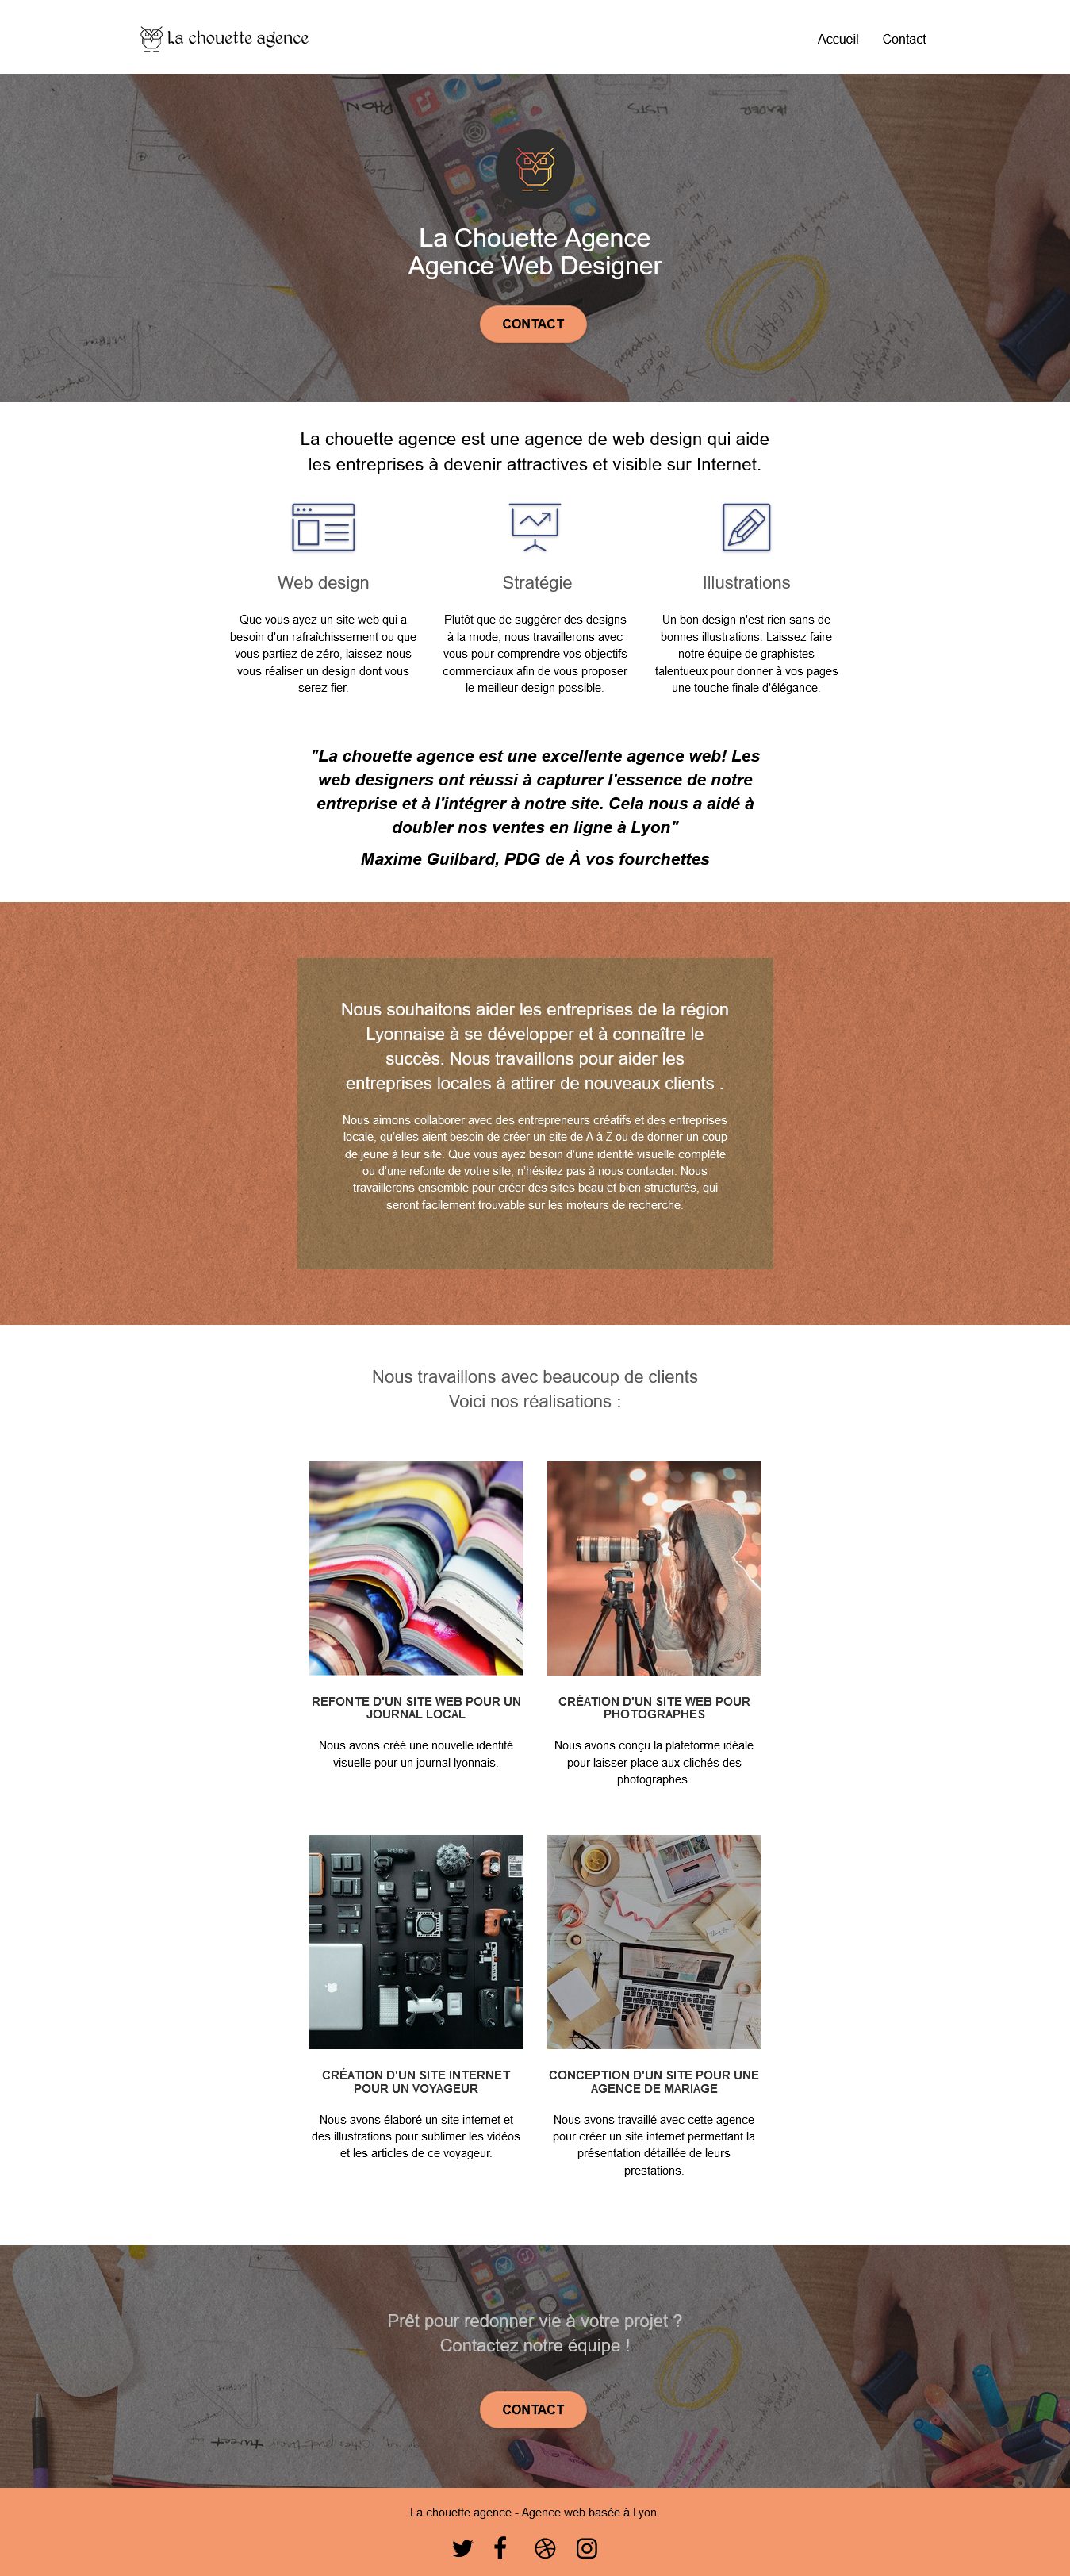 La chouette agence
Accueil
Contact
PHON
LISTS
HEADER
La Chouette Agence
Agence Web Designer
CONTACT
La chouette agence est une agence de web design qui aide
les entreprises à devenir attractives et visible sur Internet.
Web design
Que vous ayez un site web qui a
besoin d'un rafraîchissement ou que
vous partiez de zéro, laissez-nous
vous réaliser un design dont vous
serez fier.
Stratégie
Plutôt que de suggérer des designs
à la mode, nous travaillerons avec
vous pour comprendre vos objectifs
commerciaux afin de vous proposer
le meilleur design possible.
Illustrations
Un bon design n'est rien sans de
bonnes illustrations. Laissez faire
notre équipe de graphistes
talentueux pour donner à vos pages
une touche finale d'élégance.
"La chouette agence est une excellente agence web! Les
web designers ont réussi à capturer l'essence de notre
entreprise et à l'intégrer à notre site. Cela nous a aidé à
doubler nos ventes en ligne à Lyon"
Maxime Guilbard, PDG de À vos fourchettes
Nous souhaitons aider les entreprises de la région
Lyonnaise à se développer et à connaître le
succès. Nous travaillons pour aider les
entreprises locales à attirer de nouveaux clients .
Nous aimons collaborer avec des entrepreneurs créatifs et des entreprises
locale, qu'elles aient besoin de créer un site de A à Z ou de donner un coup
de jeune à leur site. Que vous ayez besoin d'une identité visuelle complète
ou d'une refonte de votre site, n'hésitez pas à nous contacter. Nous
travaillerons ensemble pour créer des sites beau et bien structurés, qui
seront facilement trouvable sur les moteurs de recherche.
Nous travaillons avec beaucoup de clients
Voici nos réalisations :
REFONTE D'UN SITE WEB POUR UN
JOURNAL LOCAL
Nous avons créé une nouvelle identité
visuelle pour un journal lyonnais.
CRÉATION D'UN SITE WEB POUR
PHOTOGRAPHES
Nous avons conçu la plateforme idéale
pour laisser place aux clichés des
photographes.
RØDE
CRÉATION D'UN SITE INTERNET
POUR UN VOYAGEUR
Nous avons élaboré un site internet et
des illustrations pour sublimer les vidéos
et les articles de ce voyageur.
CONCEPTION D'UN SITE POUR UNE
AGENCE DE MARIAGE
Nous avons travaillé avec cette agence
pour créer un site internet permettant la
présentation détaillée de leurs
prestations.
Prêt pour redonner vie à votre projet ?
Contactez notre équipe !
CONTACT
La chouette agence - Agence web basée à Lyon.